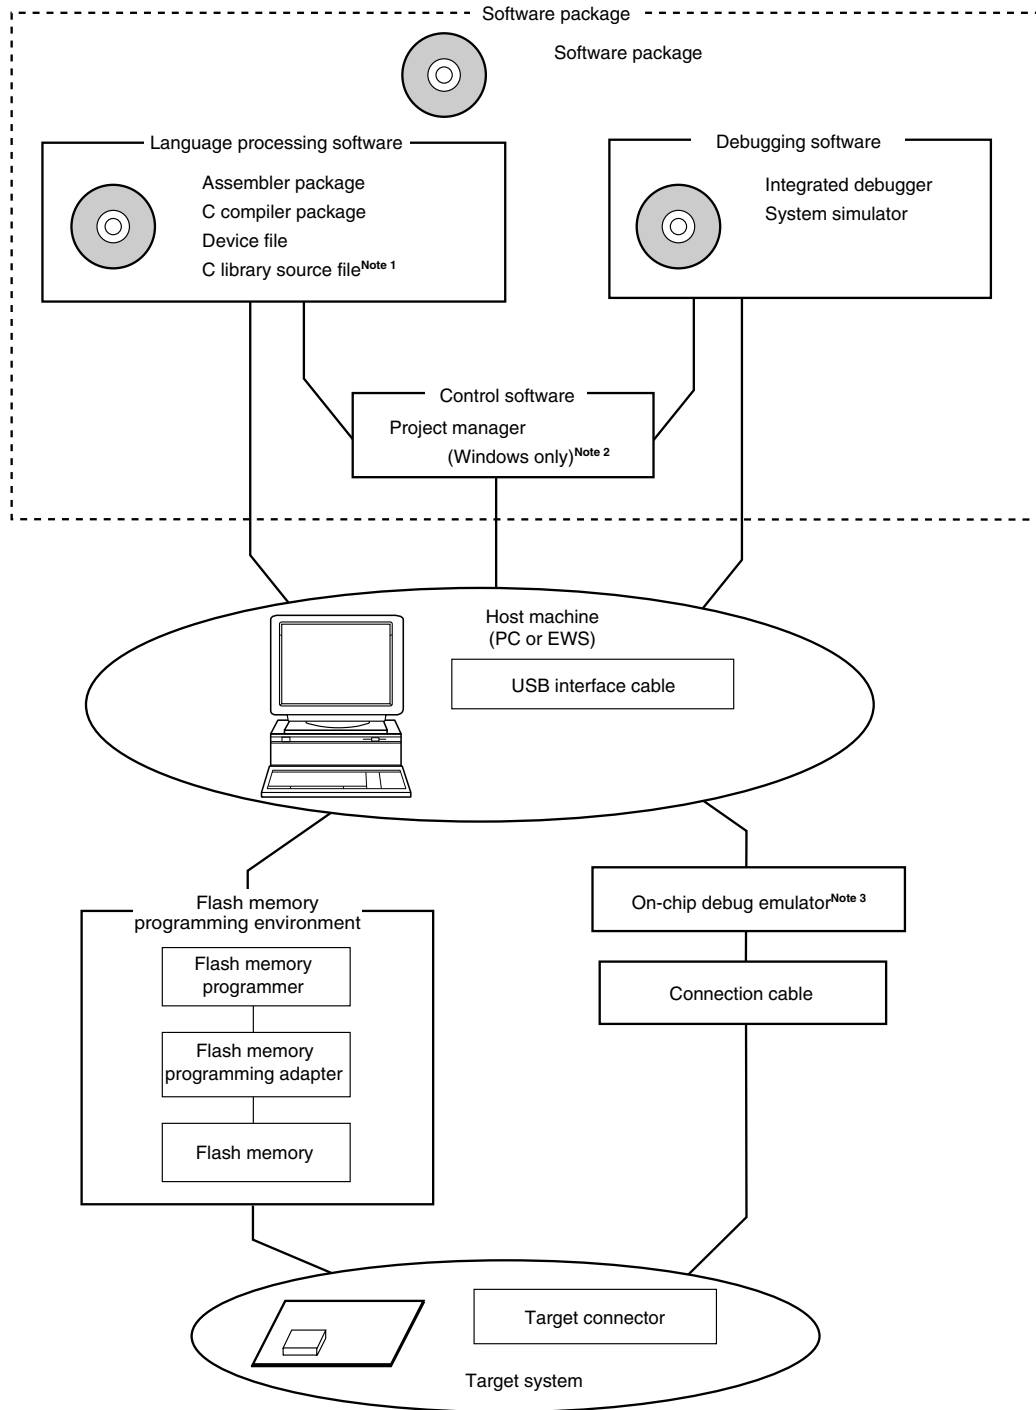 Software package
Software package
Language processing software
Assembler package
C compiler package
Device file
C library source fileNote 1
Debugging software
Integrated debugger
System simulator
Control software
Project manager
(Windows only)Note 2
Host machine
(PC or EWS)
USB interface cable
Flash memory
programming environment
Flash memory
programmer
Flash memory
programming adapter
Flash memory
On-chip debug emulatorNote 3
Connection cable
Target connector
Target system